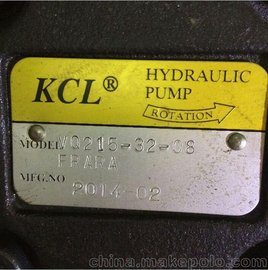 KCL® HYDRAULIC
PUMP
ROTATION
MODEL VQ215-32-08
FRARA
MFG.NO 2014-02
china.makepolo.com